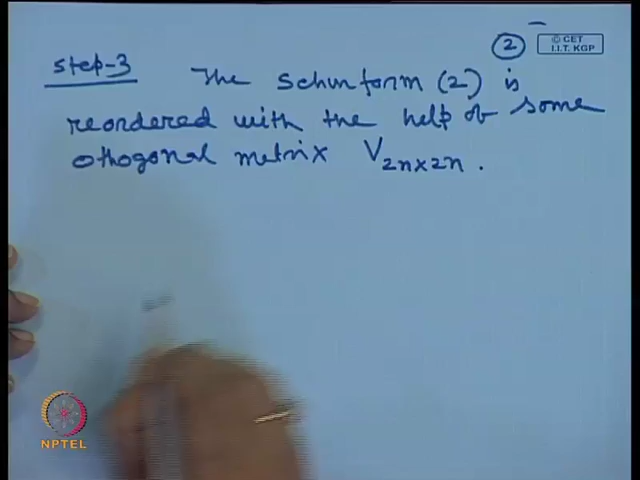 2
© CET
I.I.T. KGP
step-3 The Schur form (2) is
reordered with the help of some
othogonal metrix V2n×2n.
NPTEL